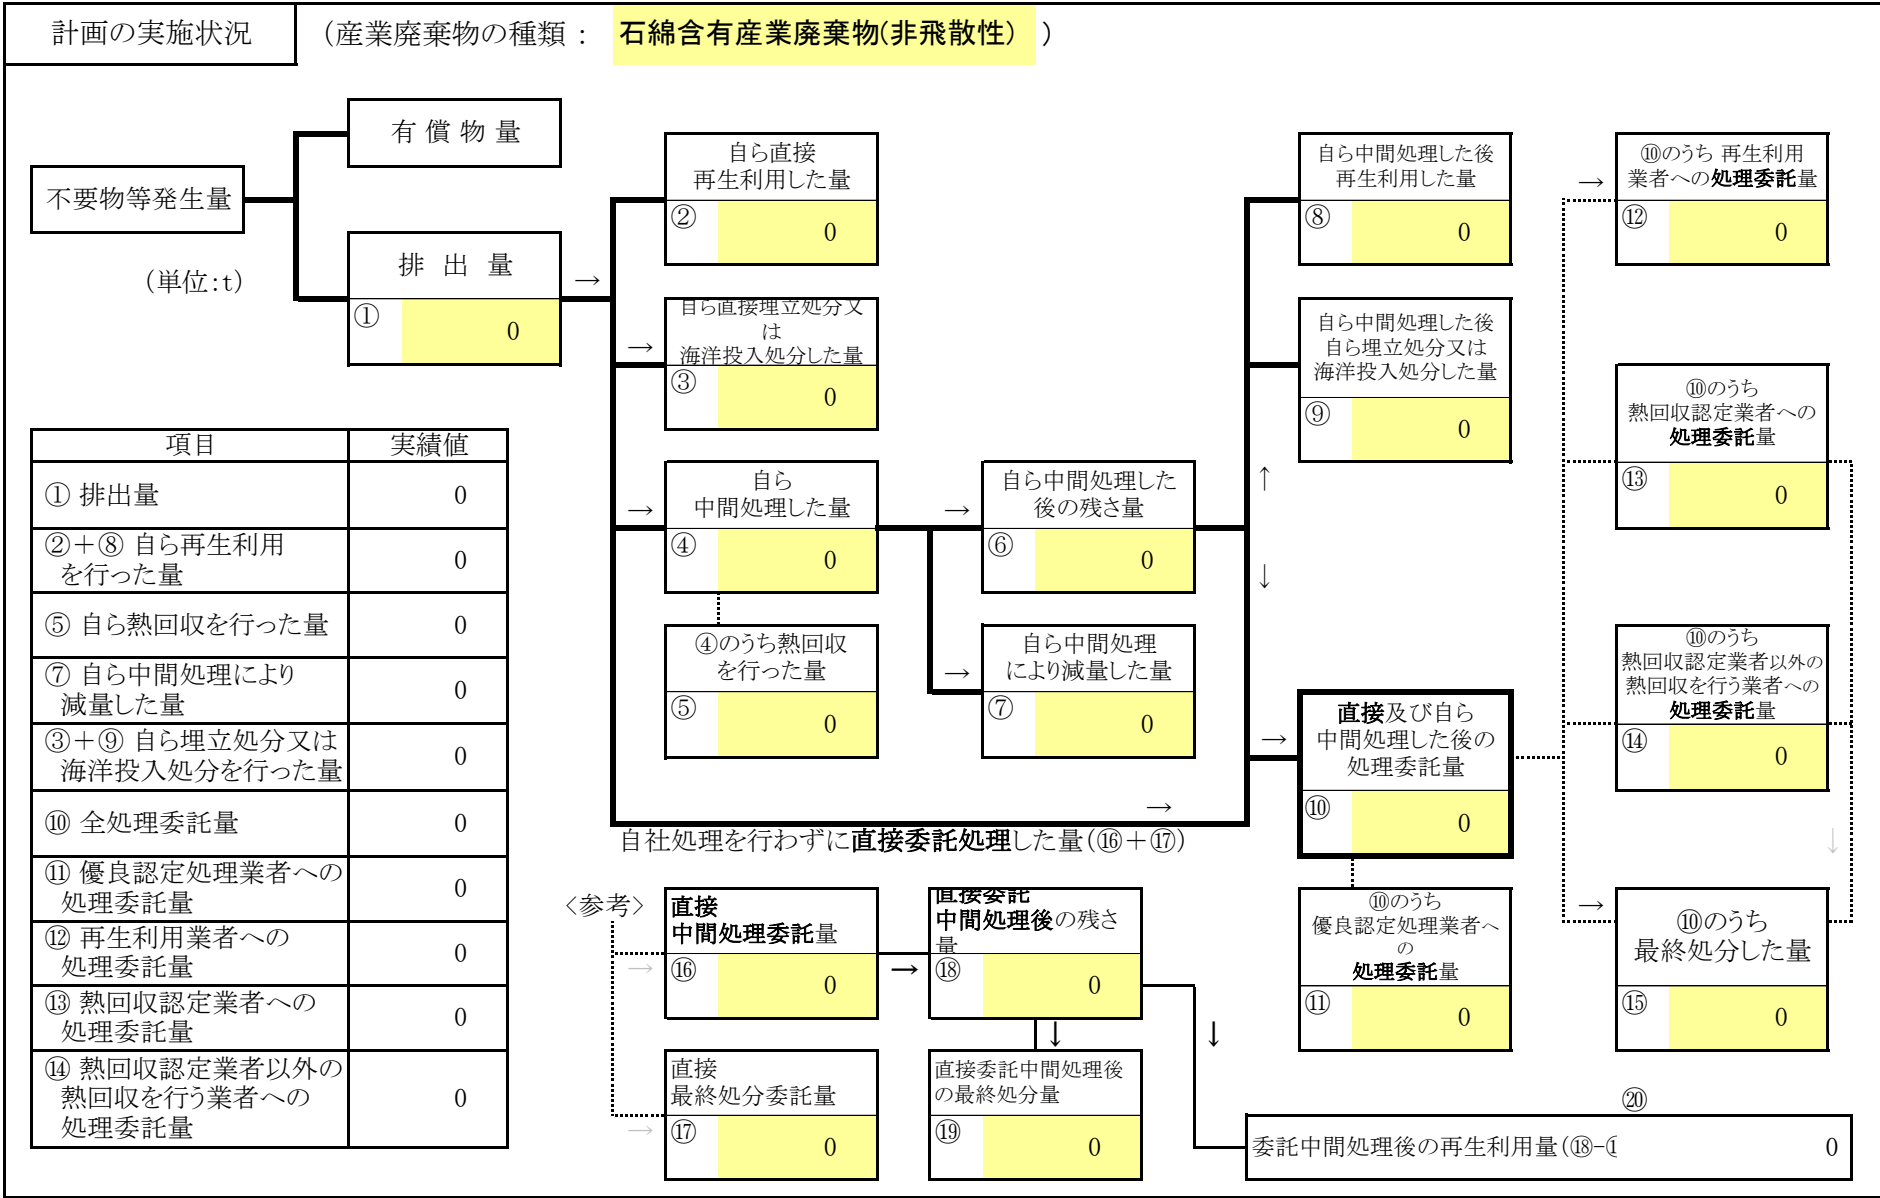 計画の実施状況
（産業廃棄物の種類： 石綿含有産業廃棄物(非飛散性) ）
有 償 物 量
不要物等発生量
（単位:t）
排 出 量
→
①
0
自ら直接
再生利用した量
②
0
→
自ら直接埋立処分又
は
海洋投入処分した量
③
0
→
自ら
中間処理した量
④
0
④のうち熱回収
を行った量
⑤
0
→
自ら中間処理した
後の残さ量
⑥
0
→
自ら中間処理
により減量した量
⑦
0
自ら中間処理した後
再生利用した量
⑧
0
自ら中間処理した後
自ら埋立処分又は
海洋投入処分した量
⑨
0
↑
↓
→
直接及び自ら
中間処理した後の
処理委託量
⑩
0
⑩のうち
優良認定処理業者へ
の
処理委託量
⑪
0
→
⑩のうち 再生利用
業者への処理委託量
⑫
0
⑩のうち
熱回収認定業者への
処理委託量
⑬
0
⑩のうち
熱回収認定業者以外の
熱回収を行う業者への
処理委託量
⑭
0
↓
→
⑩のうち
最終処分した量
⑮
0
→
自社処理を行わずに直接委託処理した量(⑯＋⑰)
項目 実績値
① 排出量 0
②＋⑧ 自ら再生利用
を行った量 0
⑤ 自ら熱回収を行った量 0
⑦ 自ら中間処理により
減量した量 0
③＋⑨ 自ら埋立処分又は
海洋投入処分を行った量 0
⑩ 全処理委託量 0
⑪ 優良認定処理業者への
処理委託量 0
⑫ 再生利用業者への
処理委託量 0
⑬ 熱回収認定業者への
処理委託量 0
⑭ 熱回収認定業者以外の
熱回収を行う業者への
処理委託量 0
〈参考〉
→
直接
中間処理委託量
⑯
0
→
直接委託
中間処理後の残さ
量
⑱
0
↓
↓
→
直接
最終処分委託量
⑰
0
直接委託中間処理後
の最終処分量
⑲
0
⑳
委託中間処理後の再生利用量(⑱-
0